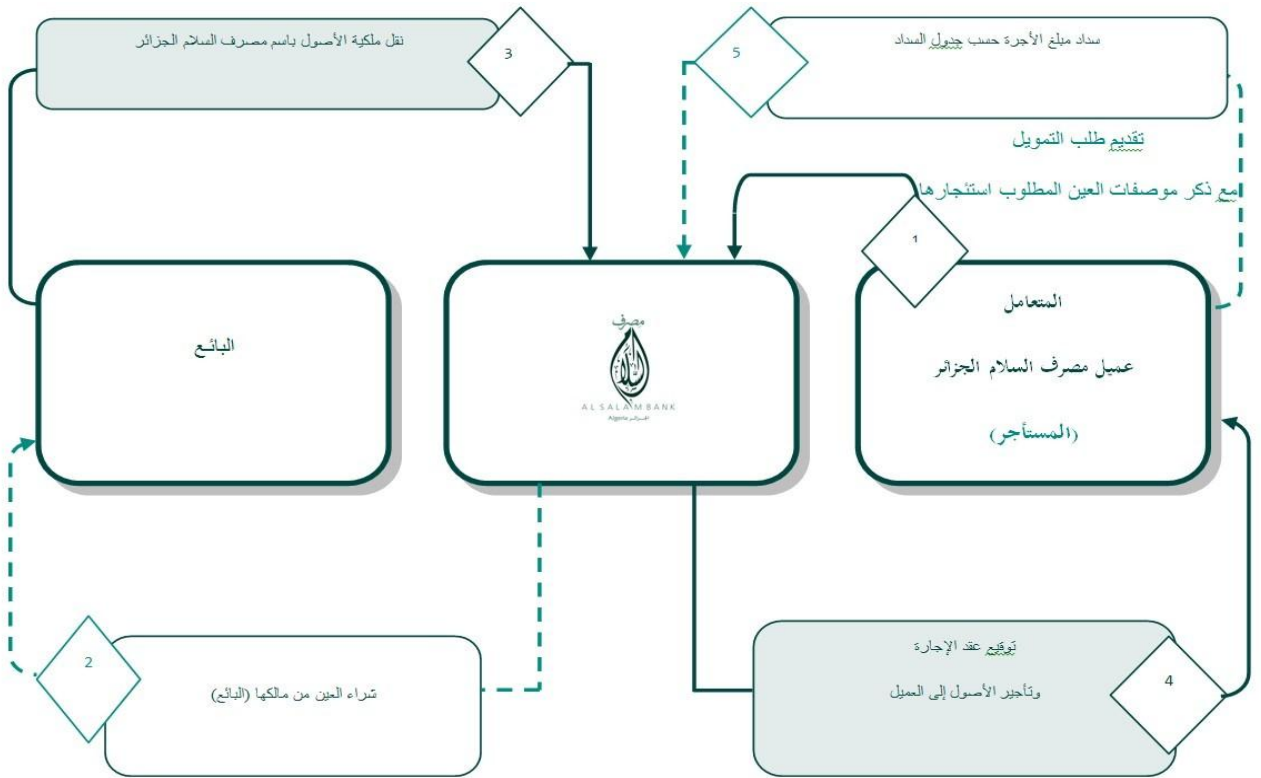 نقل ملكية الأصول باسم مصرف السلام الجزائر
3
5
سداد مبلغ الأجرة حسب جدول السداد
تقديم طلب التمويل
مع ذكر موصفات العين المطلوب استئجارها
1
المتعامل
عميل مصرف السلام الجزائر
(المستأجر)
مصرف
السلام
AL SALAM BANK
Algeria الجزائر
البائع
2
شراء العين من مالكها (البائع)
توقيع عقد الإجارة
وتأجير الأصول إلى العميل
4